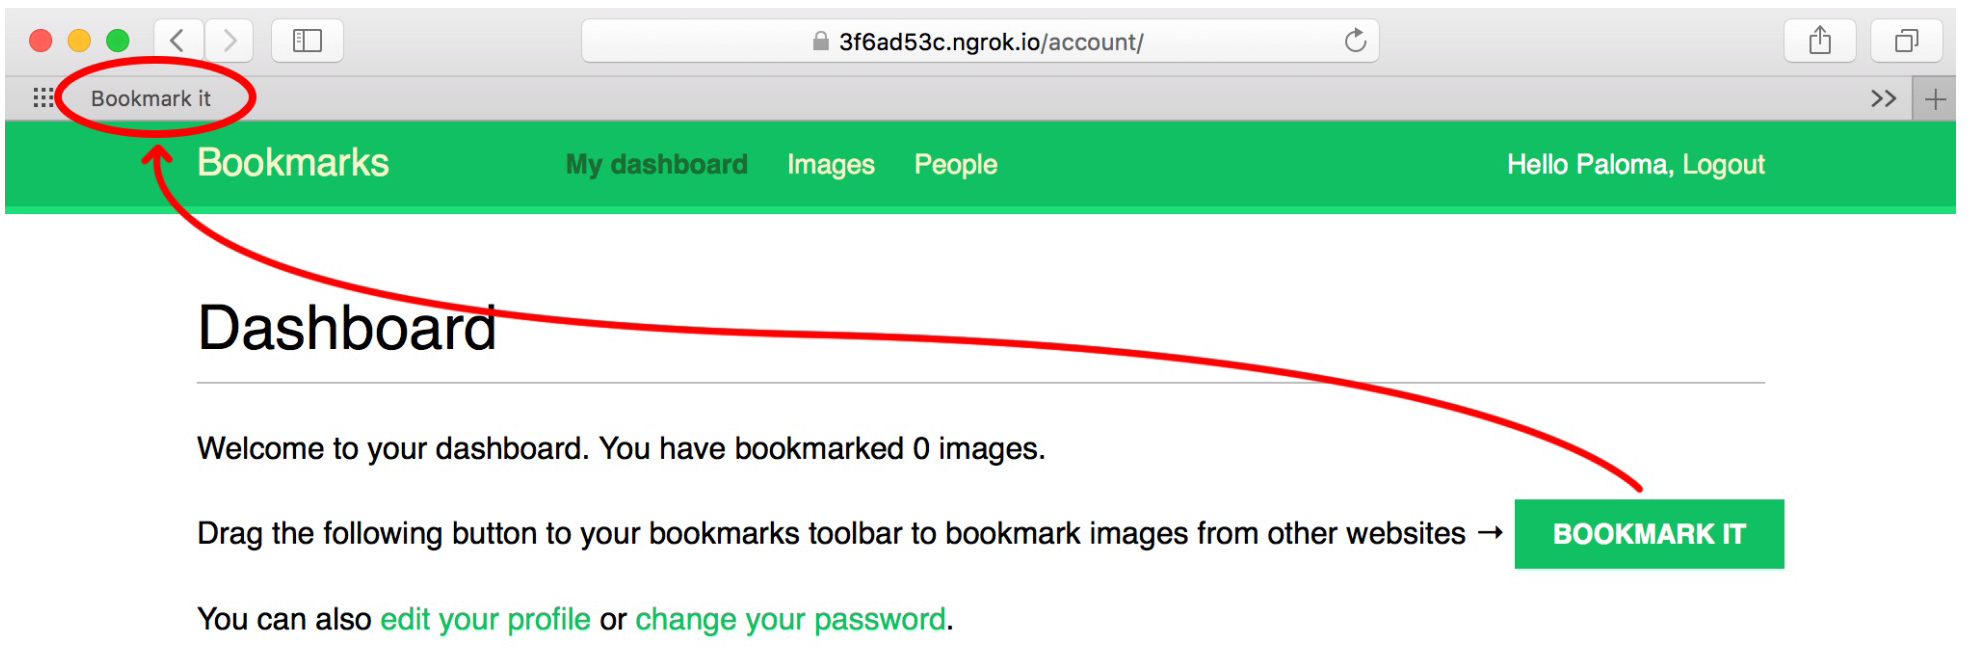 3f6ad53c.ngrok.io/account/
Bookmark it
Bookmarks My dashboard Images People Hello Paloma, Logout
Dashboard
Welcome to your dashboard. You have bookmarked 0 images.
Drag the following button to your bookmarks toolbar to bookmark images from other websites → BOOKMARK IT
You can also edit your profile or change your password.